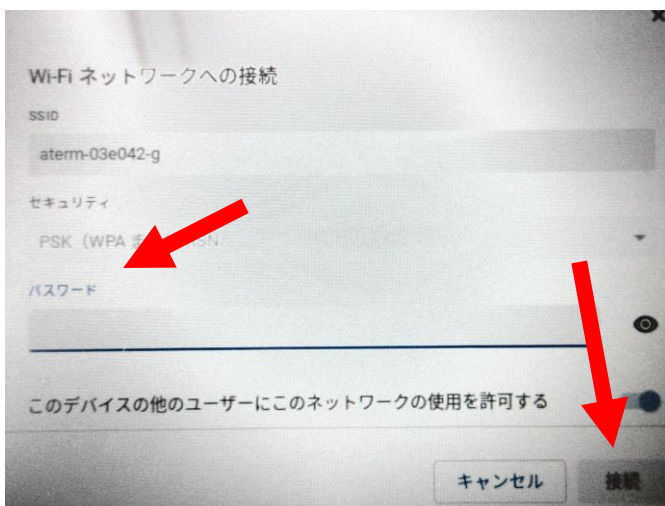 Wi-Fi ネットワークへの接続
SSID
aterm-03e042-g
セキュリティ
PSK（WPA ま SN
パスワード
このデバイスの他のユーザーにこのネットワークの使用を許可する
キャンセル
接続